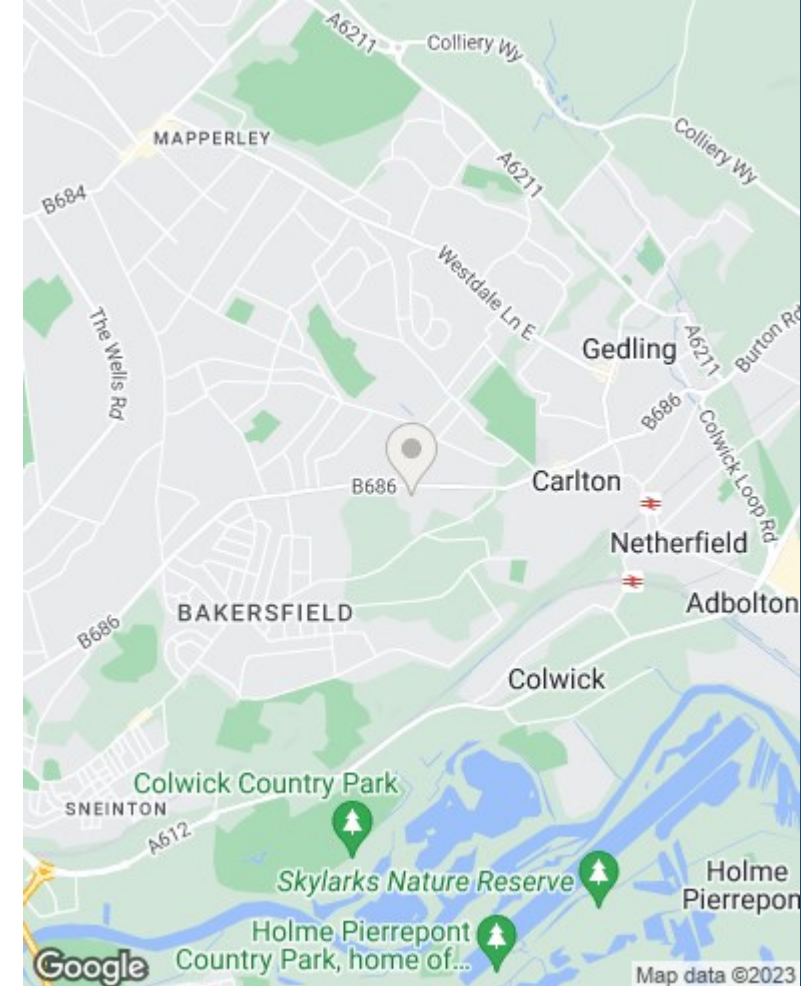 A6211
Colliery Wy
MAPPERLEY
Colliery Wy
A6211
B684
Westdale Ln E
The Wells Rd
Gedling
A6211
Burton Rd
B686
Colwick Loop Rd
B686
Carlton
Netherfield
Adbolton
BAKERSFIELD
B686
Colwick
Colwick Country Park
SNEINTON
A612
Skylarks Nature Reserve
Holme
Pierrepon
Holme Pierrepont
Country Park, home of...
Google
Map data ©2023